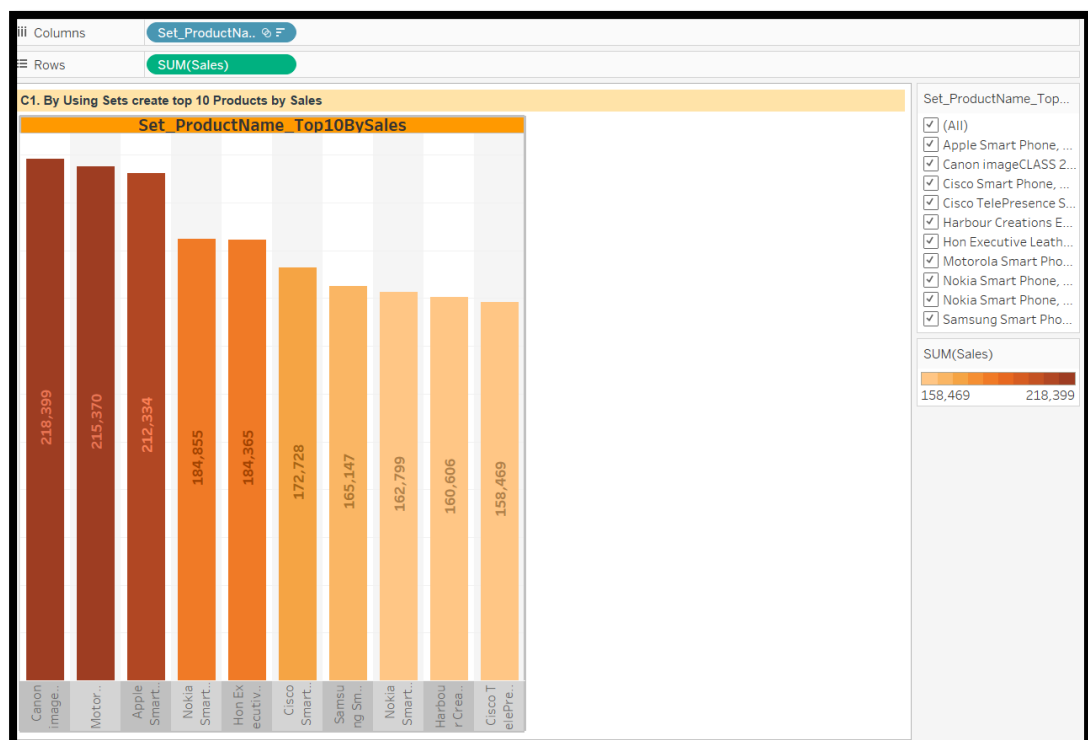 iii Columns
Set_ProductNa..
Rows
SUM(Sales)
C1. By Using Sets create top 10 Products by Sales
Set_ProductName_Top10BySales
218,399
215,370
212,334
184,855
184,365
172,728
165,147
162,799
160,606
158,469
Canon
image..
Motor..
Apple
Smart..
Nokia
Smart..
Hon Ex
ecutiv..
Cisco
Smart..
Samsu
ng Sm..
Nokia
Smart..
Harbou
r Crea..
Cisco T
elePre..
Set_ProductName_Top...
(All)
Apple Smart Phone, ...
Canon imageCLASS 2...
Cisco Smart Phone, ...
Cisco TelePresence S...
Harbour Creations E...
Hon Executive Leath...
Motorola Smart Pho...
Nokia Smart Phone, ...
Nokia Smart Phone, ...
Samsung Smart Pho...
SUM(Sales)
158,469 218,399